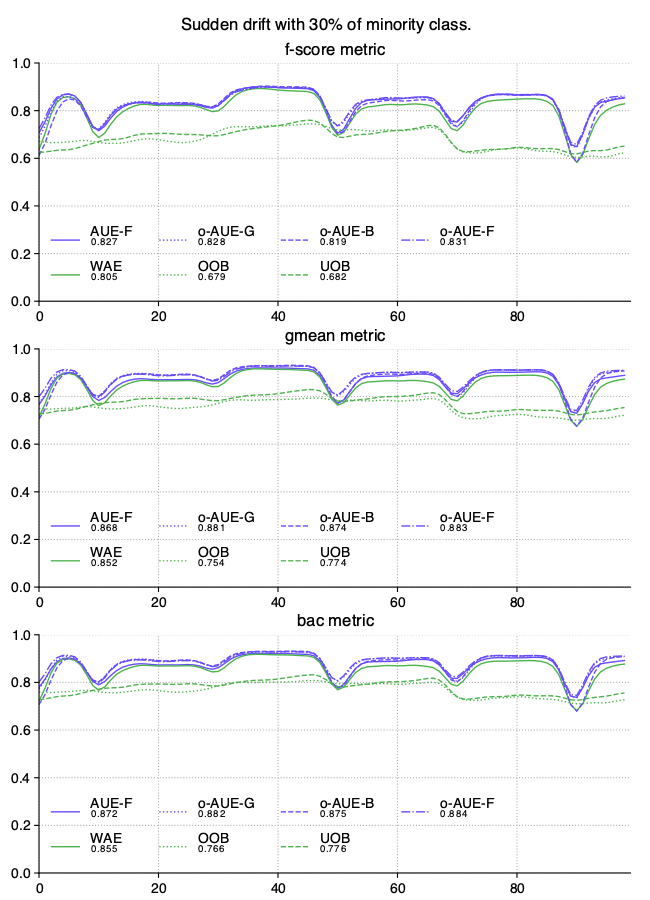 Sudden drift with 30% of minority class.
f-score metric
1.0
0.8
0.6
0.4
AUE-F o-AUE-G o-AUE-B o-AUE-F
0.827 0.828 0.819 0.831
0.2
WAE OOB UOB
0.805 0.679 0.682
0.0
0 20 40 60 80
gmean metric
1.0
0.8
0.6
0.4
AUE-F o-AUE-G o-AUE-B o-AUE-F
0.868 0.881 0.874 0.883
0.2
WAE OOB UOB
0.852 0.754 0.774
0.0
0 20 40 60 80
bac metric
1.0
0.8
0.6
0.4
AUE-F o-AUE-G o-AUE-B o-AUE-F
0.872 0.882 0.875 0.884
0.2
WAE OOB UOB
0.855 0.766 0.776
0.0
0 20 40 60 80